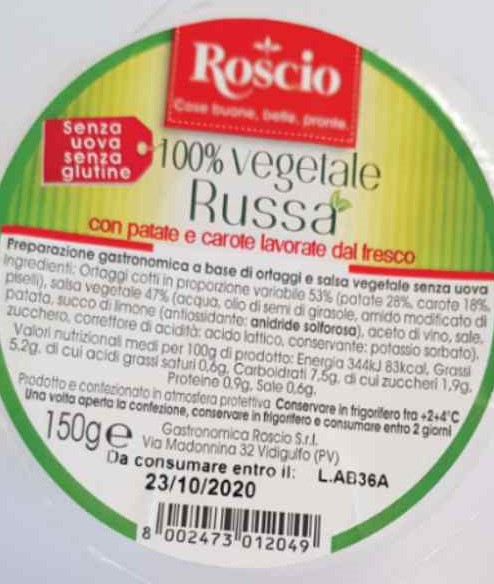 Roscio
Cose buone, belle, pronte.
Senza
uova
senza
glutine
100% vegetale
Russa
con patate e carote lavorate dal fresco
Preparazione gastronomica a base di ortaggi e salsa vegetale senza uova
Ingredienti: Ortaggi cotti in proporzione variabile 53% (patate 28%, carote 18%,
piselli), salsa vegetale 47% (acqua, olio di semi di girasole, amido modificato di
patata, succo di limone (antiossidante: anidride solforosa), aceto di vino, sale,
zucchero, correttore di acidità: acido lattico, conservante: potassio sorbato).
Valori nutrizionali medi per 100g di prodotto: Energia 344kJ 83kcal, Grassi
5.2g, di cui acidi grassi saturi 0,6g, Carboidrati 7,5g, di cui zuccheri 1,9g,
Proteine 0,9g, Sale 0,6g.
Prodotto e confezionato in atmosfera protettiva Conservare in frigorifero fra +2+4°C
Una volta aperta la confezione, conservare in frigorifero e consumare entro 2 giorni
150g e
Gastronomica Roscio S.r.l.
Via Madonnina 32 Vidigulfo (PV)
Da consumare entro il: L.AB36A
23/10/2020
8 002473 012049